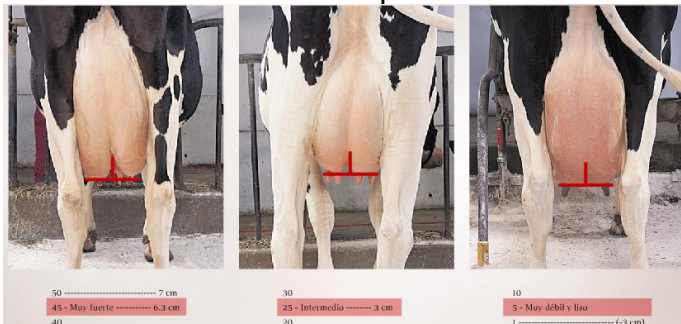 50 ---------------------------- 7 cm
45 - Muy fuerte ----------- 6.3 cm
40
30
25 - Intermedio ------- 3 cm
20
10
5 - Muy débil y liso
1 ----------------------------- (-3 cm)